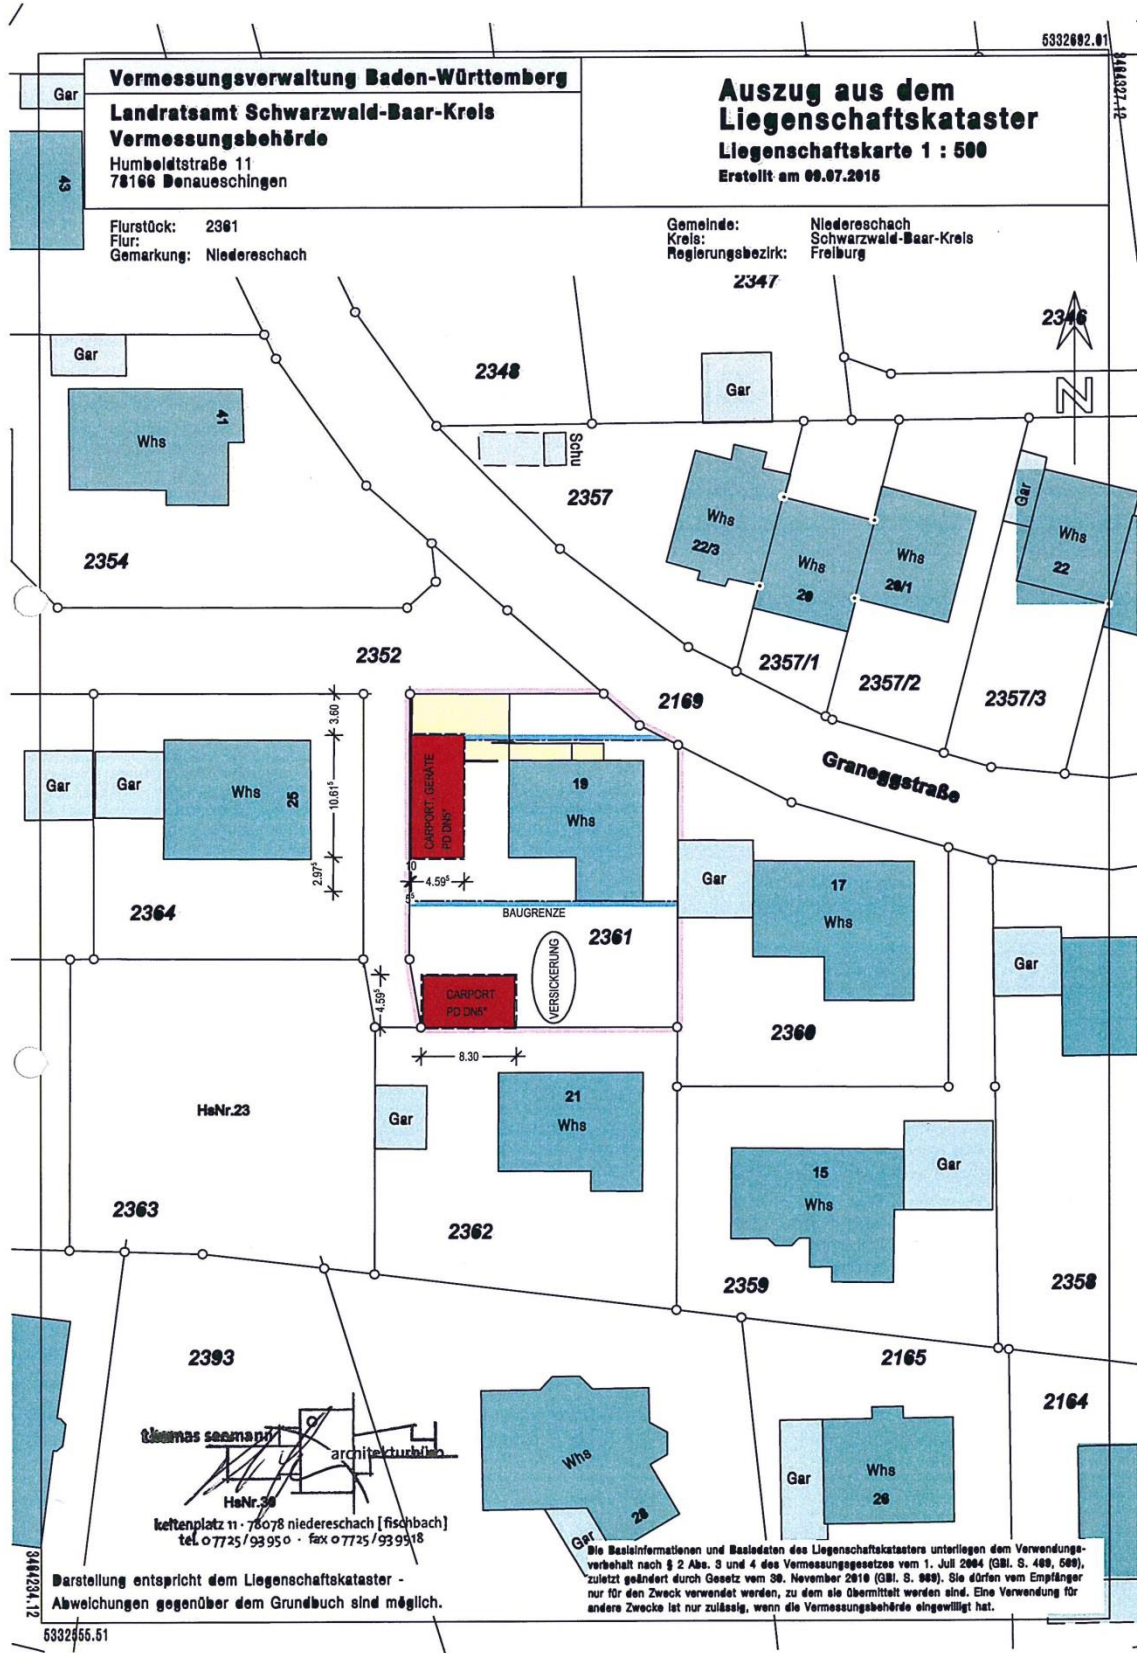 5332692.01
3464327.12
Vermessungsverwaltung Baden-Württemberg
Landratsamt Schwarzwald-Baar-Kreis
Vermessungsbehörde
Humboldtstraße 11
78166 Donaueschingen
Auszug aus dem
Liegenschaftskataster
Liegenschaftskarte 1 : 500
Erstellt am 09.07.2015
Gar
43
Flurstück: 2361
Flur:
Gemarkung: Niedereschach
Gemeinde: Niedereschach
Kreis: Schwarzwald-Baar-Kreis
Regierungsbezirk: Freiburg
2347
2346
N
Gar
41
Whs
2348
Gar
Schu
2357
2354
Whs
22/3
Whs
20
Whs
20/1
Gar
Whs
22
2352
2357/1
2357/2
2357/3
2169
Graneggstraße
3.60
10.61⁵
2.97⁵
Gar
Gar
Whs
25
CARPORT, GERÄTE
PD DN5°
19
Whs
10
4.59⁵
5⁵
BAUGRENZE
2364
2361
Gar
17
Whs
Gar
VERSICKERUNG
4.59⁵
CARPORT
PD DN5°
8.30
2360
HsNr.23
Gar
21
Whs
15
Whs
Gar
2363
2362
2359
2358
2393
2165
2164
thomas seemann
architekturbüro
HsNr.30
keltenplatz 11 · 78078 niedereschach [fischbach]
tel. 07725/93950 · fax 07725/939518
Whs
28
Gar
Gar
Whs
26
Darstellung entspricht dem Liegenschaftskataster -
Abweichungen gegenüber dem Grundbuch sind möglich.
Die Basisinformationen und Basisdaten des Liegenschaftskatasters unterliegen dem Verwendungs-
vorbehalt nach § 2 Abs. 3 und 4 des Vermessungsgesetzes vom 1. Juli 2004 (GBl. S. 469, 509),
zuletzt geändert durch Gesetz vom 30. November 2010 (GBl. S. 989). Sie dürfen vom Empfänger
nur für den Zweck verwendet werden, zu dem sie übermittelt worden sind. Eine Verwendung für
andere Zwecke ist nur zulässig, wenn die Vermessungsbehörde eingewilligt hat.
3464234.12
5332555.51